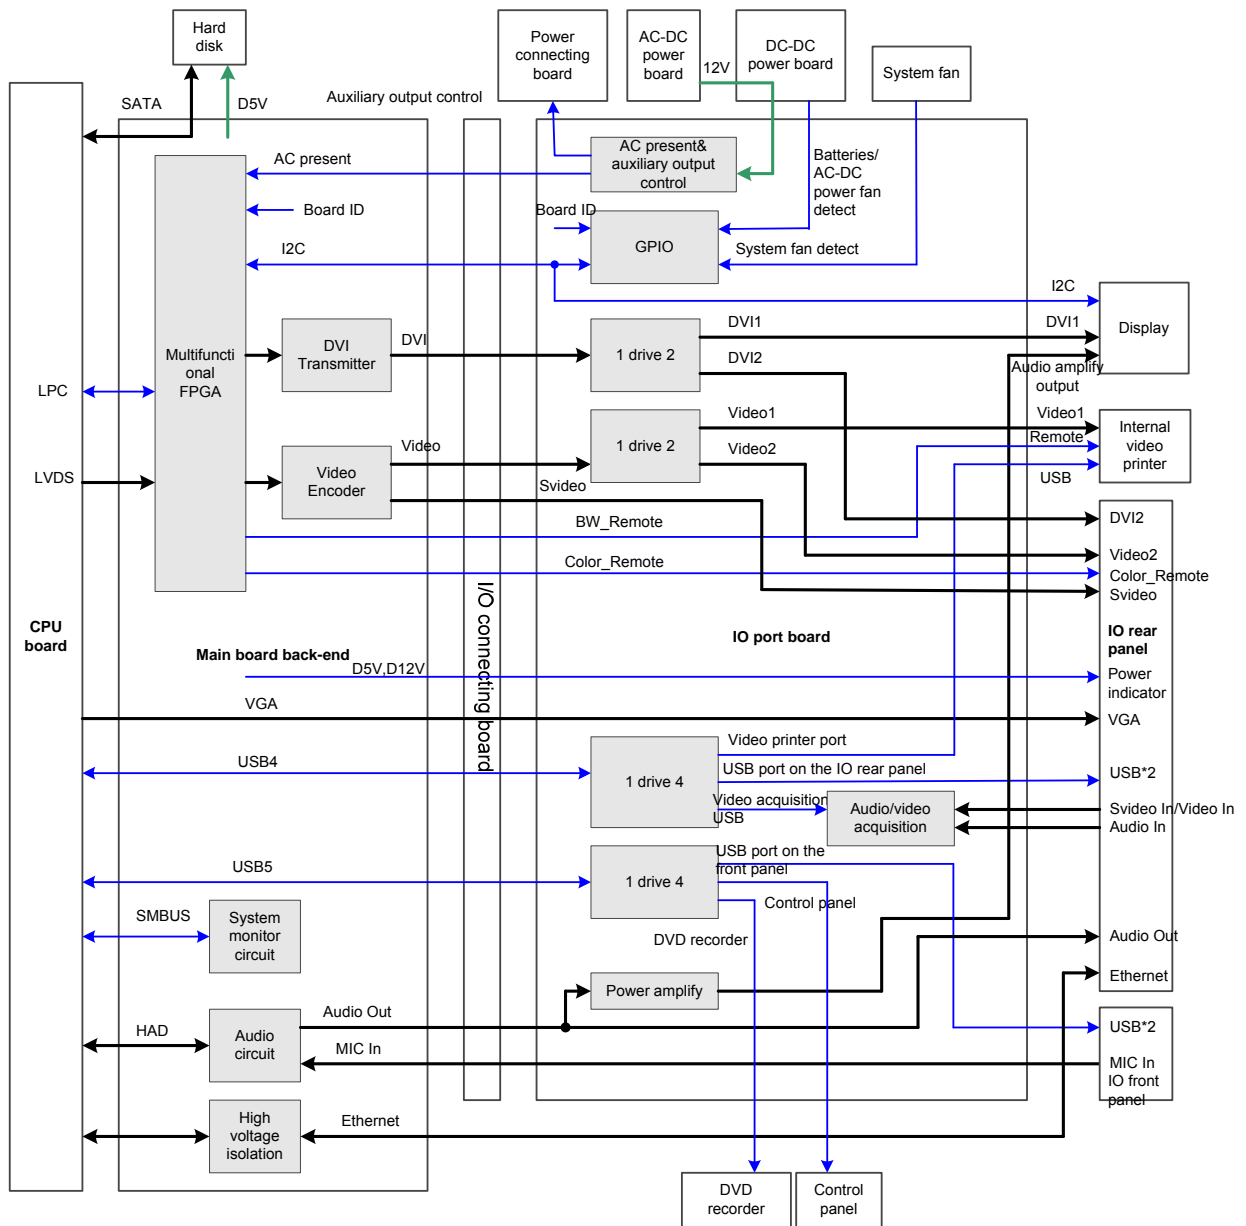 Hard
disk
Power
connecting
board
AC-DC
power
board
DC-DC
power board
System fan
12V
SATA
D5V
Auxiliary output control
AC present
AC present&
auxiliary output
control
Batteries/
AC-DC
power fan
detect
Board ID
Board ID
GPIO
I2C
System fan detect
I2C
DVI1
DVI1
Display
Multifuncti
onal
FPGA
DVI
Transmitter
DVI
1 drive 2
DVI2
Audio amplify
output
LPC
Video1
Video1
Remote
Internal
video
printer
USB
Video
1 drive 2
Video2
LVDS
Video
Encoder
Svideo
BW_Remote
DVI2
Color_Remote
Video2
Color_Remote
Svideo
I/O connecting board
CPU
board
Main board back-end
IO port board
IO rear
panel
D5V,D12V
Power
indicator
VGA
VGA
Video printer port
USB4
1 drive 4
USB port on the IO rear panel
USB*2
Video acquisition
USB
Audio/video
acquisition
Svideo In/Video In
Audio In
USB5
1 drive 4
USB port on the
front panel
Control panel
SMBUS
System
monitor
circuit
DVD recorder
Audio Out
Power amplify
Ethernet
Audio Out
HAD
Audio
circuit
MIC In
USB*2
MIC In
IO front
panel
High
voltage
isolation
Ethernet
DVD
recorder
Control
panel